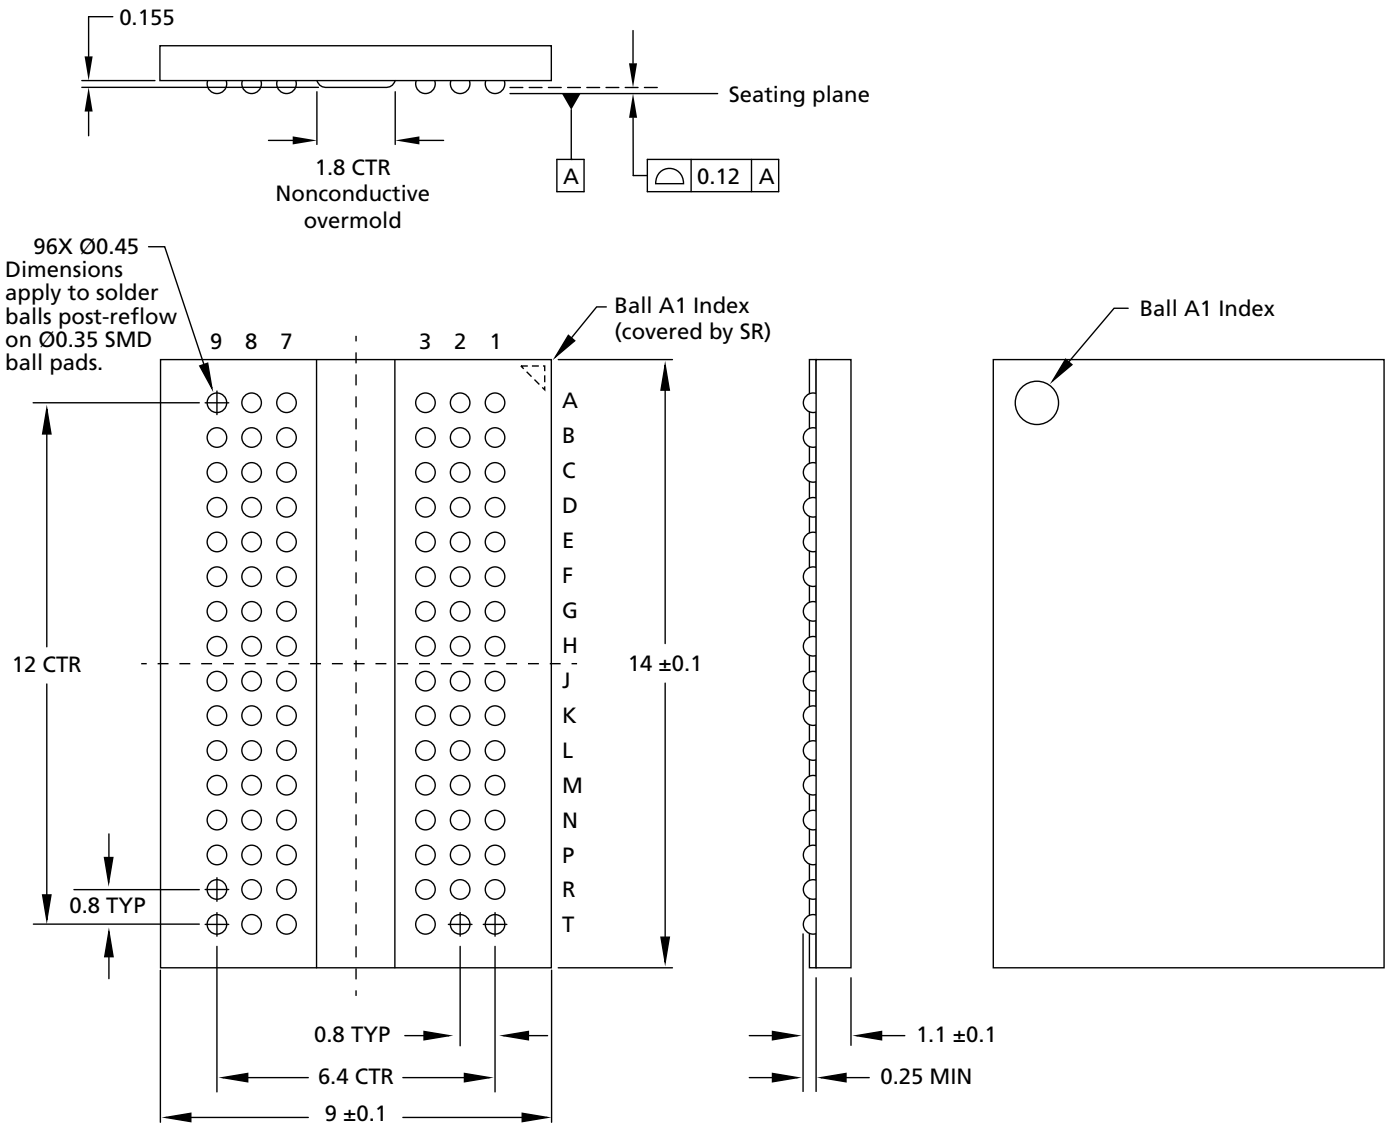 0.155
Seating plane
1.8 CTR
Nonconductive
overmold
A
0.12 A
96X Ø0.45
Dimensions
apply to solder
balls post-reflow
on Ø0.35 SMD
ball pads.
Ball A1 Index
(covered by SR)
Ball A1 Index
9 8 7 3 2 1
A
B
C
D
E
F
G
H
J
K
L
M
N
P
R
T
12 CTR
14 ±0.1
0.8 TYP
0.8 TYP
1.1 ±0.1
6.4 CTR
0.25 MIN
9 ±0.1